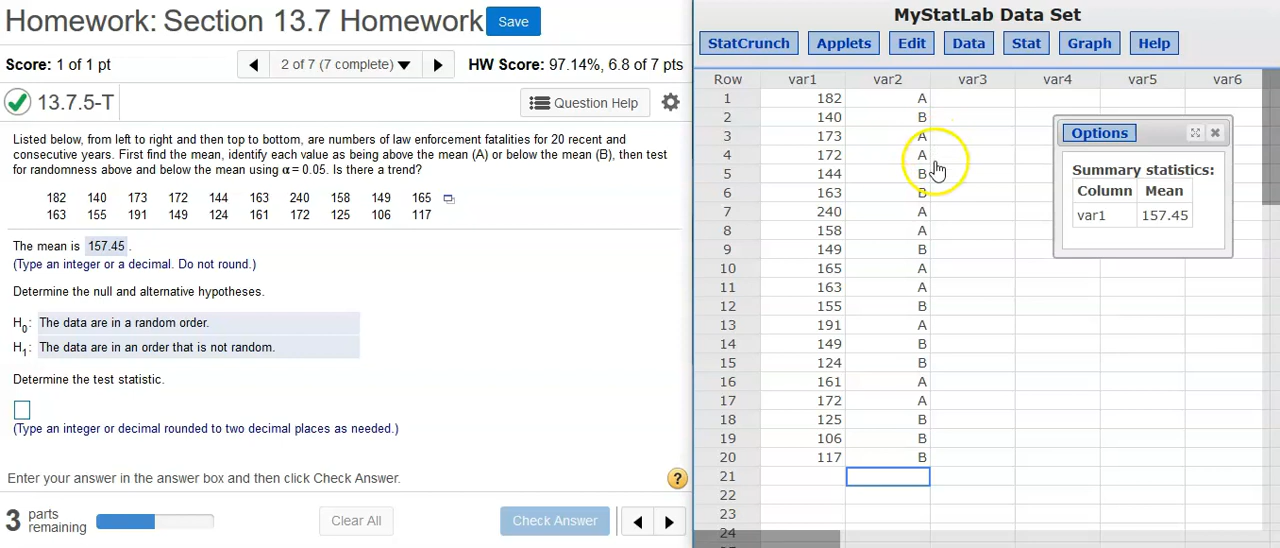 Homework: Section 13.7 Homework Save
Score: 1 of 1 pt 2 of 7 (7 complete) HW Score: 97.14%, 6.8 of 7 pts
13.7.5-T Question Help
Listed below, from left to right and then top to bottom, are numbers of law enforcement fatalities for 20 recent and
consecutive years. First find the mean, identify each value as being above the mean (A) or below the mean (B), then test
for randomness above and below the mean using α = 0.05. Is there a trend?
182 140 173 172 144 163 240 158 149 165
163 155 191 149 124 161 172 125 106 117
The mean is 157.45 .
(Type an integer or a decimal. Do not round.)
Determine the null and alternative hypotheses.
H0: The data are in a random order.
H1: The data are in an order that is not random.
Determine the test statistic.
(Type an integer or decimal rounded to two decimal places as needed.)
Enter your answer in the answer box and then click Check Answer. ?
3 parts remaining Clear All Check Answer
MyStatLab Data Set
StatCrunch Applets Edit Data Stat Graph Help
Row var1 var2 var3 var4 var5 var6
1 182 A
2 140 B
3 173 A
4 172 A
5 144 B
6 163 B
7 240 A
8 158 A
9 149 B
10 165 A
11 163 A
12 155 B
13 191 A
14 149 B
15 124 B
16 161 A
17 172 A
18 125 B
19 106 B
20 117 B
21
22
23
24
Options
Summary statistics:
Column Mean
var1 157.45